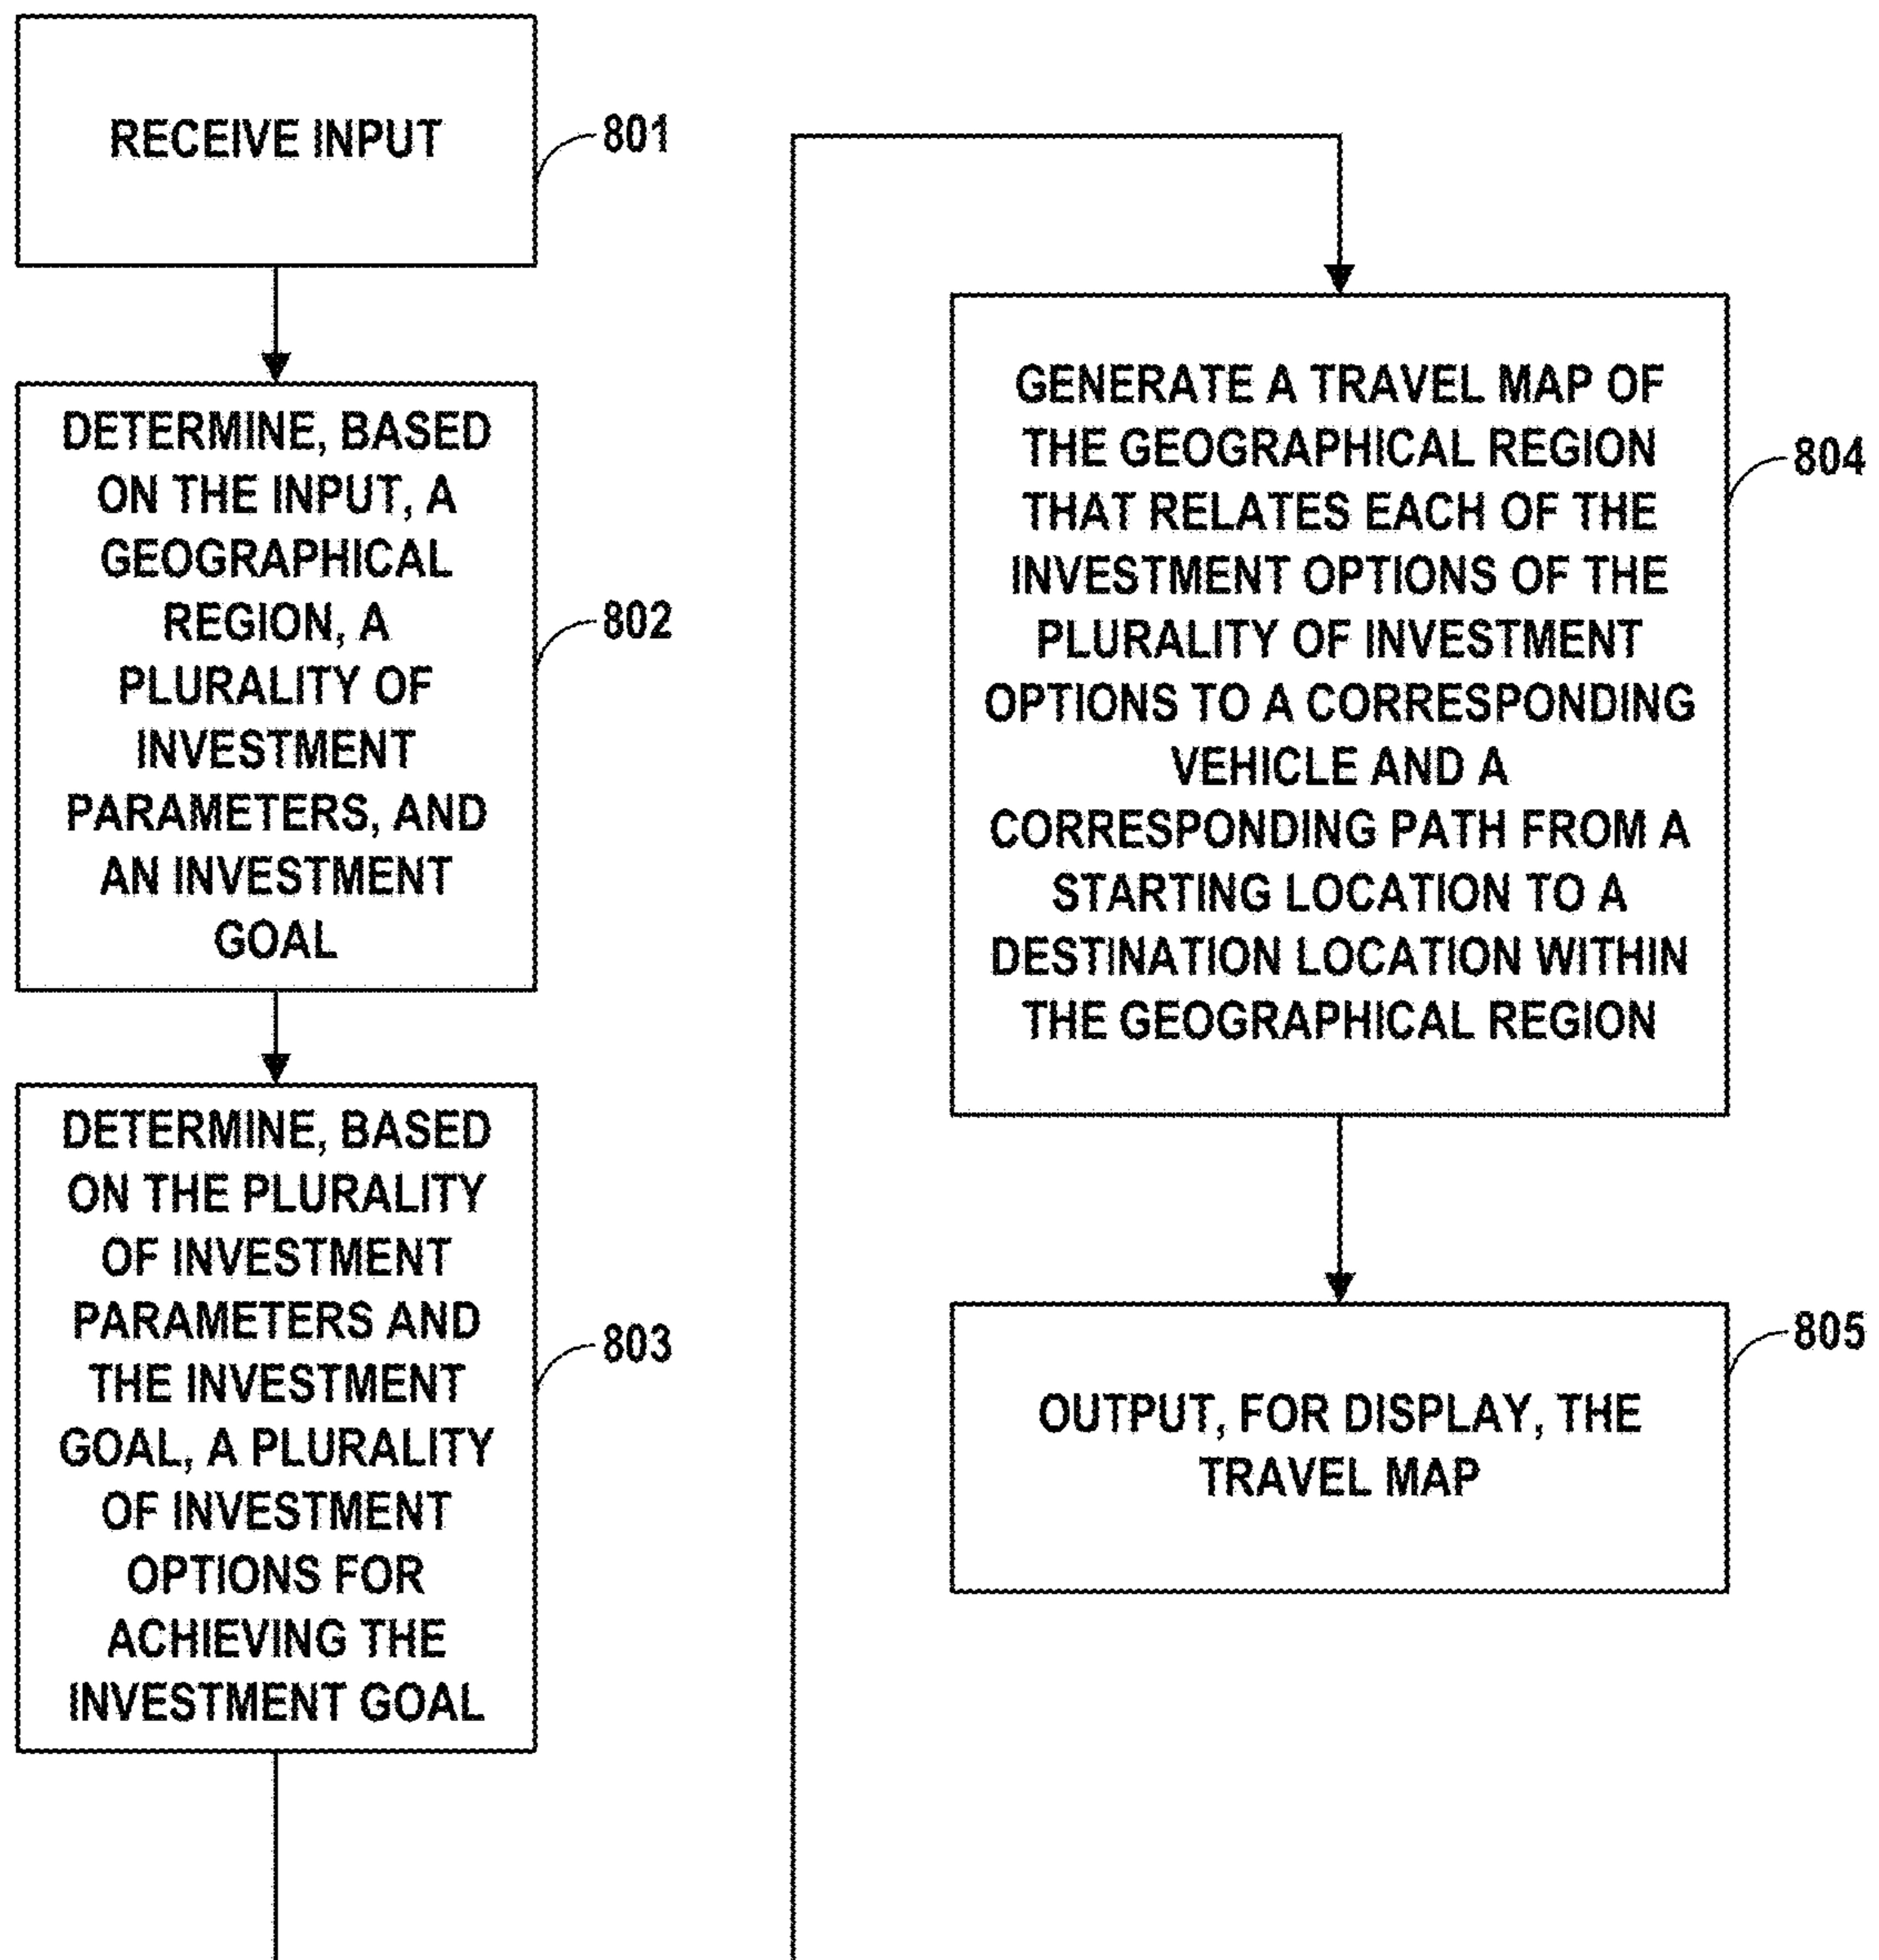 RECEIVE INPUT
801
DETERMINE, BASED
ON THE INPUT, A
GEOGRAPHICAL
REGION, A
PLURALITY OF
INVESTMENT
PARAMETERS, AND
AN INVESTMENT
GOAL
802
DETERMINE, BASED
ON THE PLURALITY
OF INVESTMENT
PARAMETERS AND
THE INVESTMENT
GOAL, A PLURALITY
OF INVESTMENT
OPTIONS FOR
ACHIEVING THE
INVESTMENT GOAL
803
GENERATE A TRAVEL MAP OF
THE GEOGRAPHICAL REGION
THAT RELATES EACH OF THE
INVESTMENT OPTIONS OF THE
PLURALITY OF INVESTMENT
OPTIONS TO A CORRESPONDING
VEHICLE AND A
CORRESPONDING PATH FROM A
STARTING LOCATION TO A
DESTINATION LOCATION WITHIN
THE GEOGRAPHICAL REGION
804
OUTPUT, FOR DISPLAY, THE
TRAVEL MAP
805